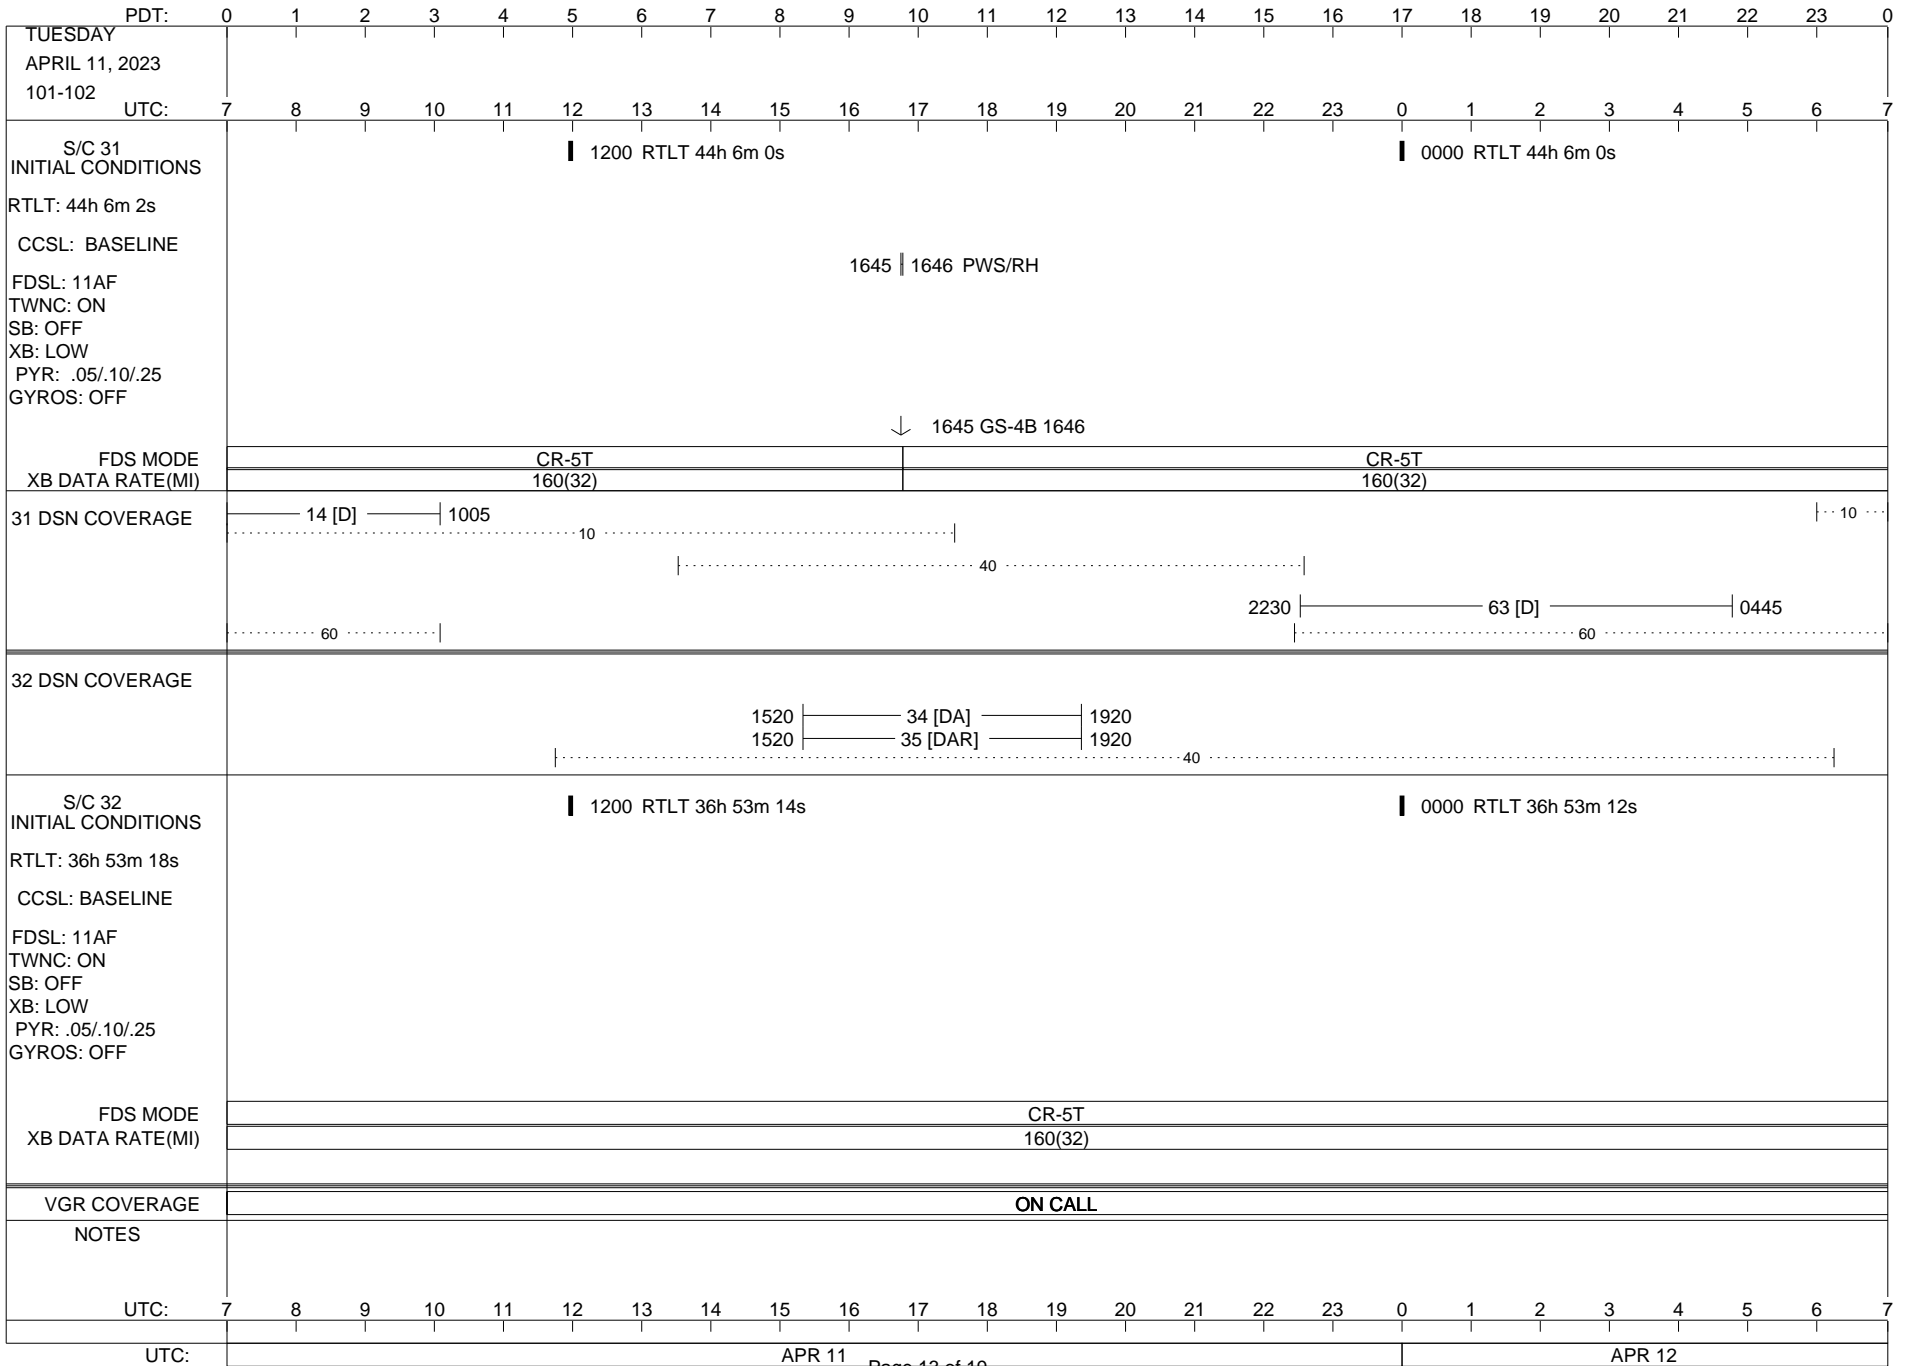 PDT: 0 1 2 3 4 5 6 7 8 9 10 11 12 13 14 15 16 17 18 19 20 21 22 23 0
TUESDAY
APRIL 11, 2023
101-102
UTC: 7 8 9 10 11 12 13 14 15 16 17 18 19 20 21 22 23 0 1 2 3 4 5 6 7
S/C 31
INITIAL CONDITIONS
1200 RTLT 44h 6m 0s
0000 RTLT 44h 6m 0s
RTLT: 44h 6m 2s
CCSL: BASELINE
1645 1646 PWS/RH
FDSL: 11AF
TWNC: ON
SB: OFF
XB: LOW
PYR: .05/.10/.25
GYROS: OFF
1645 GS-4B 1646
FDS MODE CR-5T CR-5T
XB DATA RATE(MI) 160(32) 160(32)
31 DSN COVERAGE 14 [D] 1005 10
10
40
2230 63 [D] 0445
60 60
32 DSN COVERAGE
1520 34 [DA] 1920
1520 35 [DAR] 1920
40
S/C 32
INITIAL CONDITIONS
1200 RTLT 36h 53m 14s
0000 RTLT 36h 53m 12s
RTLT: 36h 53m 18s
CCSL: BASELINE
FDSL: 11AF
TWNC: ON
SB: OFF
XB: LOW
PYR: .05/.10/.25
GYROS: OFF
FDS MODE CR-5T
XB DATA RATE(MI) 160(32)
VGR COVERAGE ON CALL
NOTES
UTC: 7 8 9 10 11 12 13 14 15 16 17 18 19 20 21 22 23 0 1 2 3 4 5 6 7
UTC: APR 11 APR 12